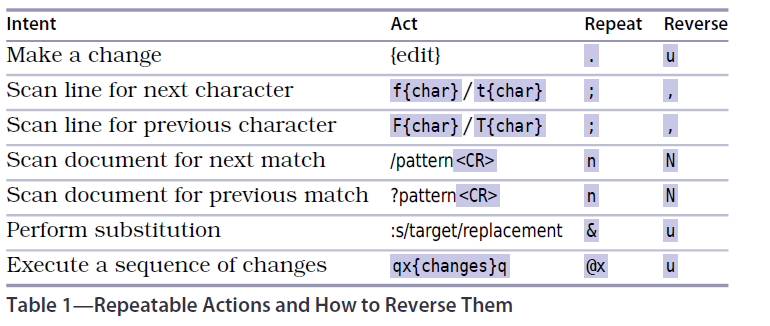 Intent Act Repeat Reverse
Make a change {edit} . u
Scan line for next character f{char}/t{char} ; ,
Scan line for previous character F{char}/T{char} ; ,
Scan document for next match /pattern<CR> n N
Scan document for previous match ?pattern<CR> n N
Perform substitution :s/target/replacement & u
Execute a sequence of changes qx{changes}q @x u
Table 1—Repeatable Actions and How to Reverse Them